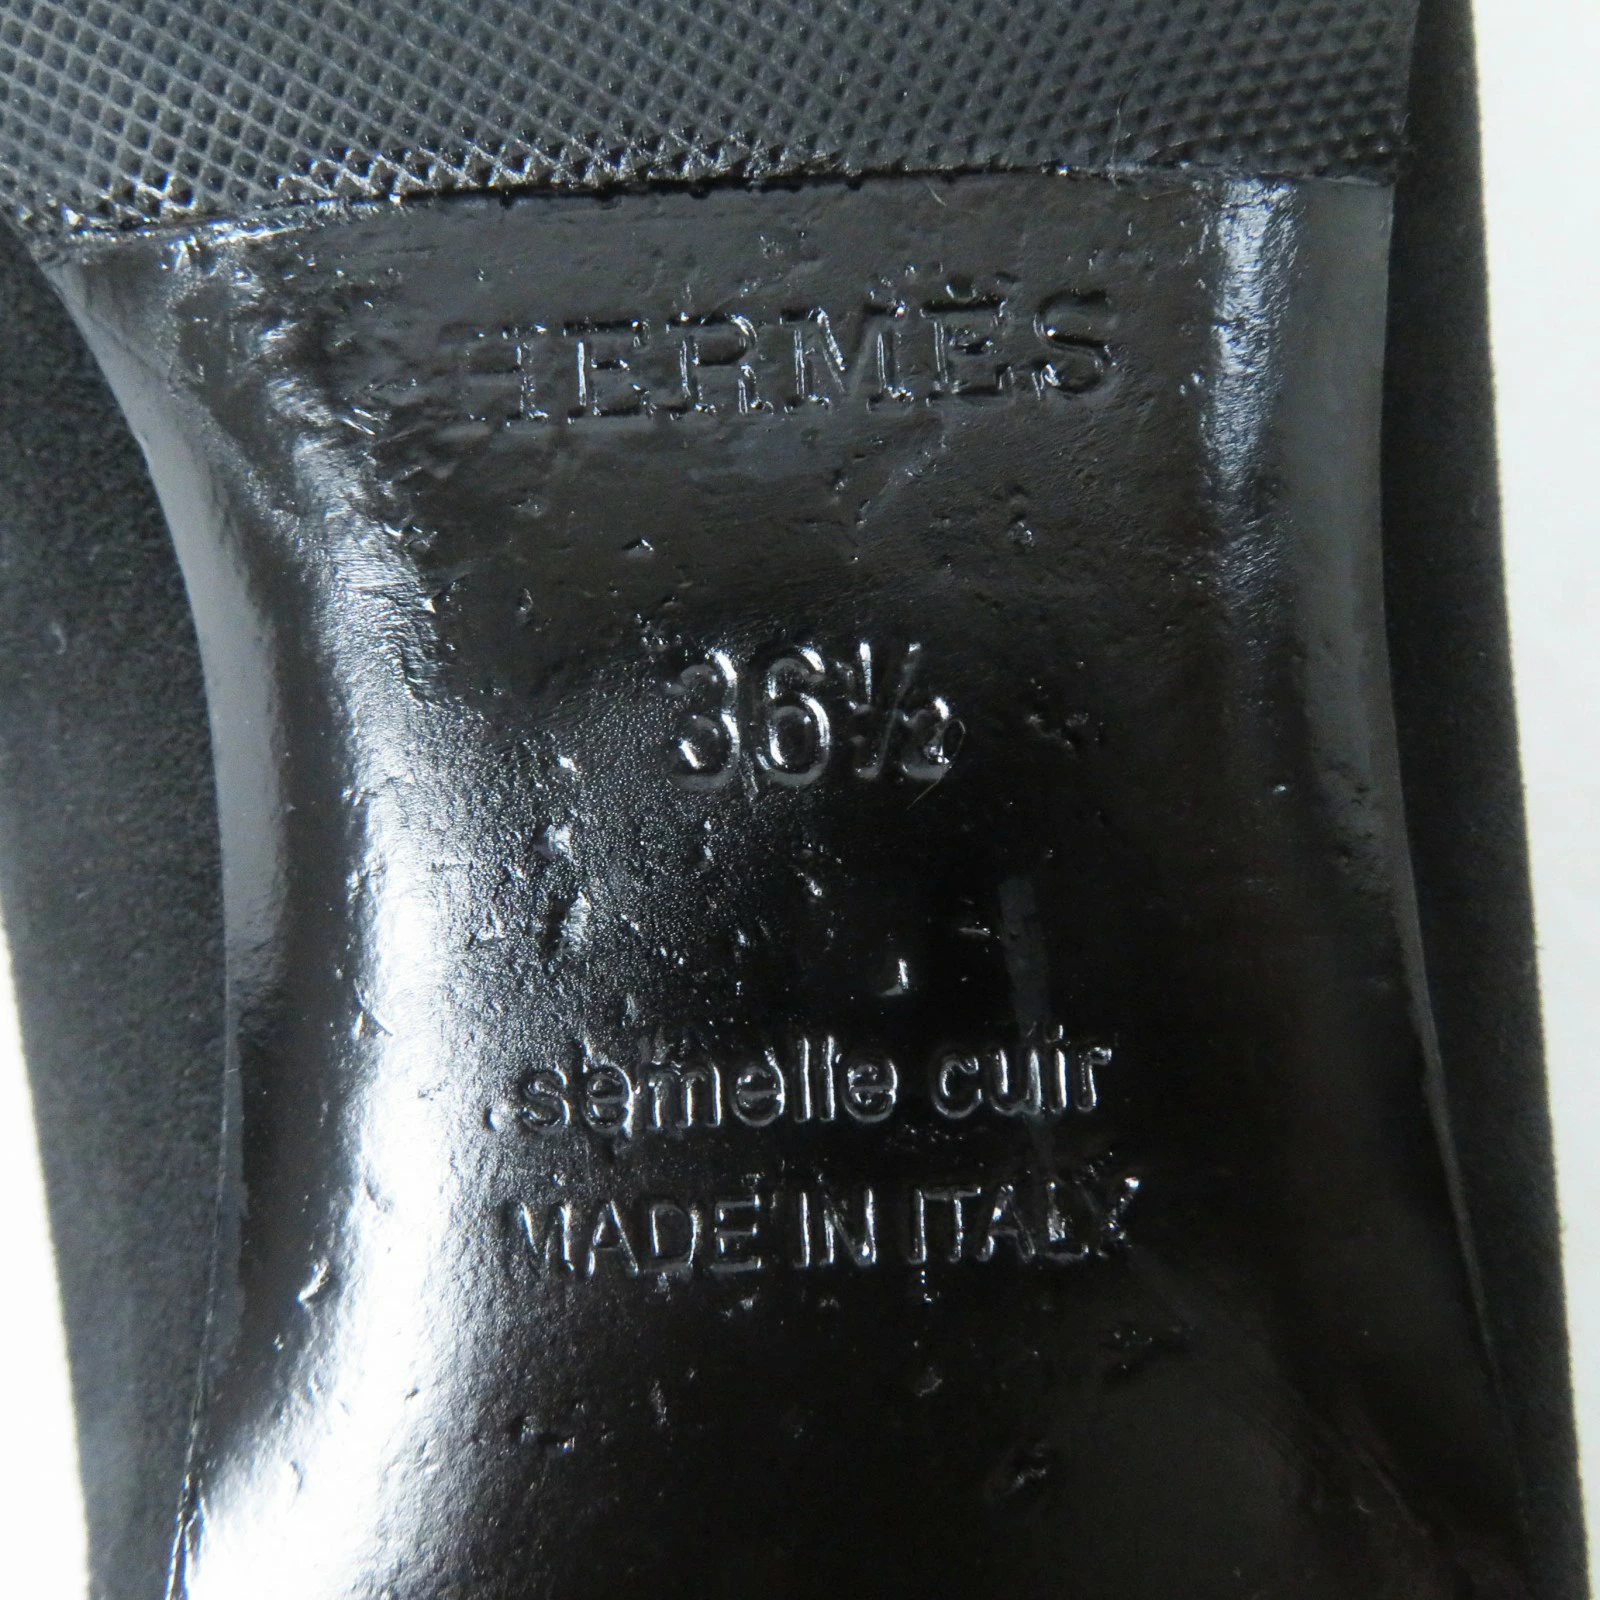 HERMÈS
36½
semelle cuir
MADE IN ITALY